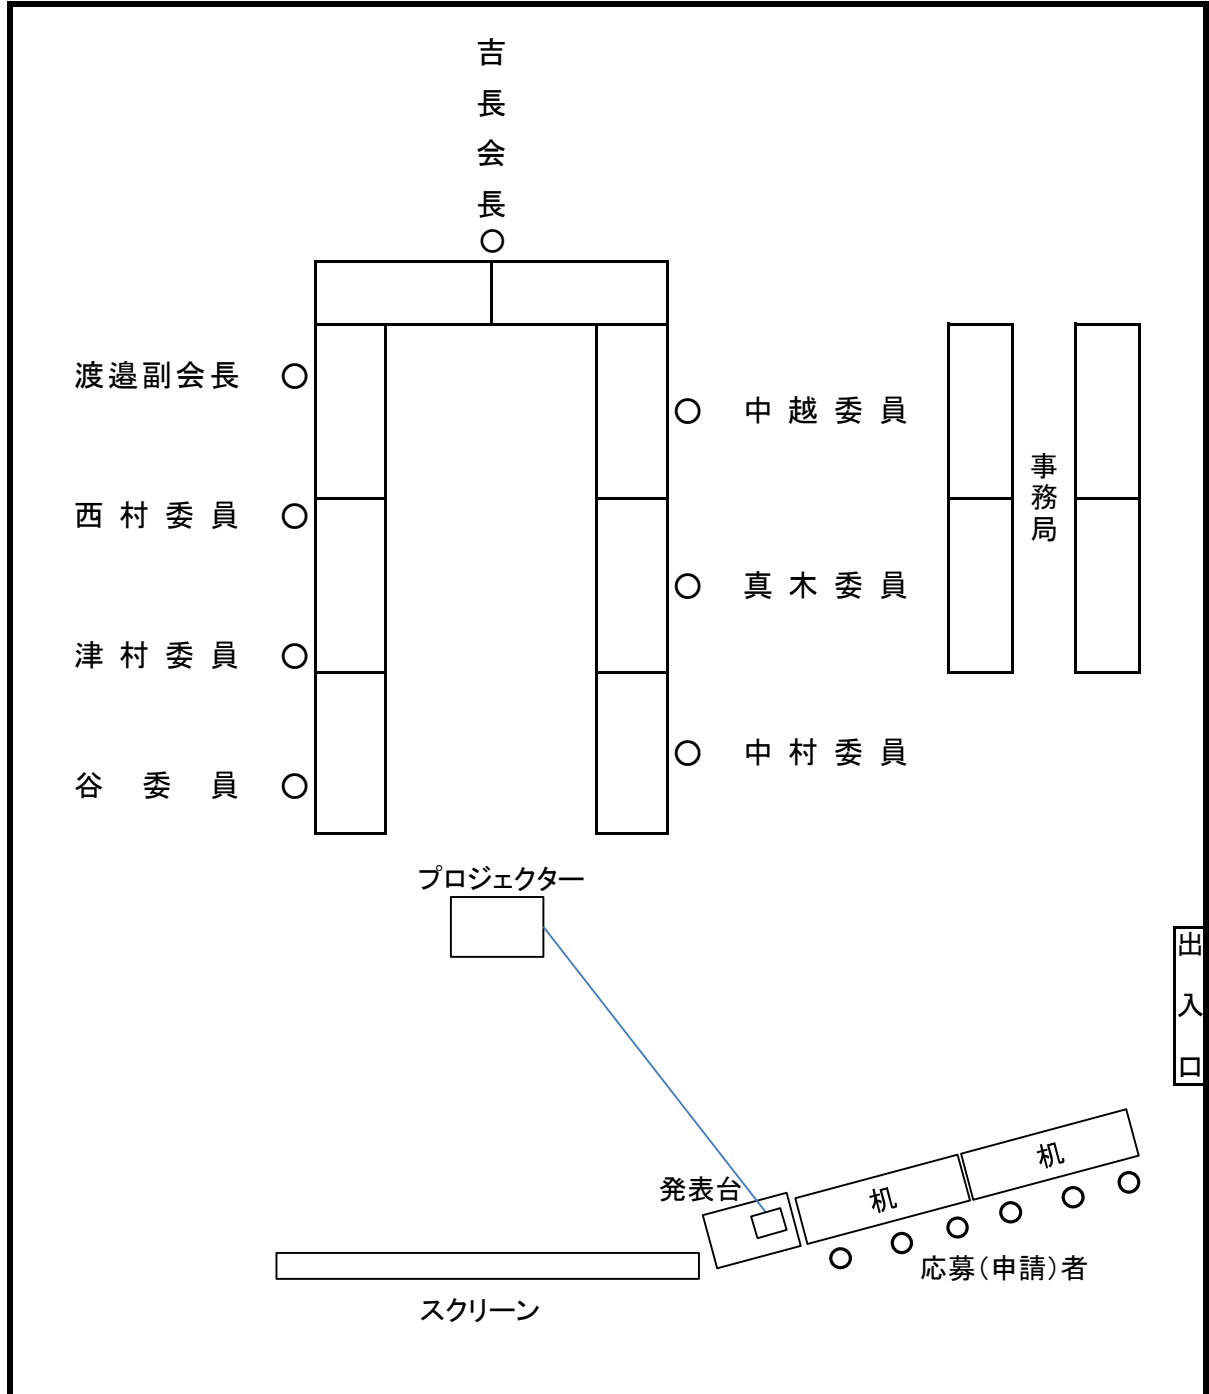 吉長会長
渡邉副会長
中越委員
事務局
西村委員
真木委員
津村委員
中村委員
谷委員
プロジェクター
出入口
机
机
発表台
応募(申請)者
スクリーン